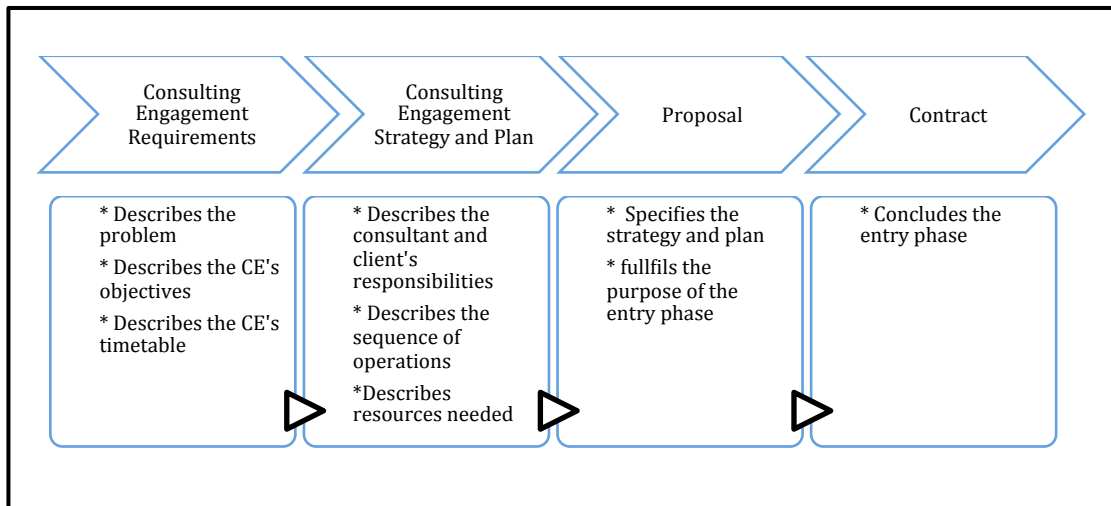 Consulting
Engagement
Requirements
Consulting
Engagement
Strategy and Plan
Proposal
Contract
* Describes the
problem
* Describes the CE's
objectives
* Describes the CE's
timetable
* Describes the
consultant and
client's
responsibilities
* Describes the
sequence of
operations
*Describes
resources needed
* Specifies the
strategy and plan
* fullfils the
purpose of the
entry phase
* Concludes the
entry phase